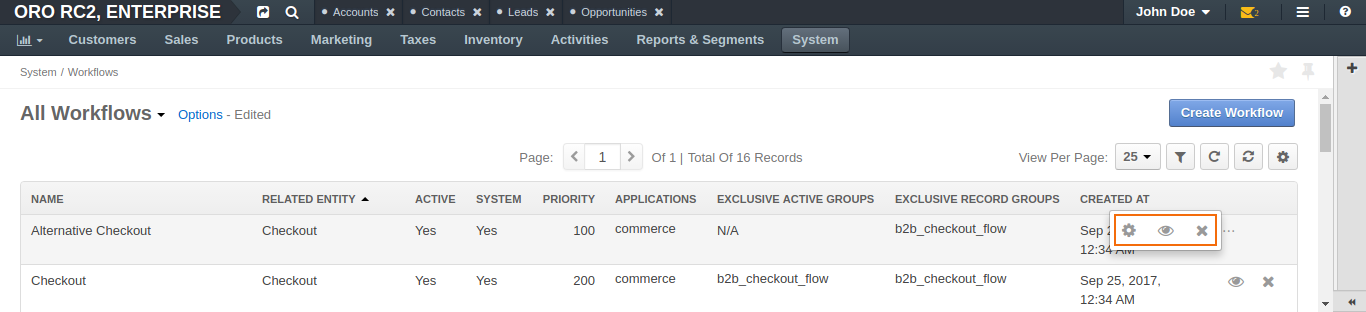 ORO RC2, ENTERPRISE • Accounts × • Contacts × • Leads × • Opportunities × John Doe 2
Customers Sales Products Marketing Taxes Inventory Activities Reports & Segments System
System / Workflows
All Workflows Options - Edited Create Workflow
Page: 1 Of 1 | Total Of 16 Records View Per Page: 25
NAME RELATED ENTITY ACTIVE SYSTEM PRIORITY APPLICATIONS EXCLUSIVE ACTIVE GROUPS EXCLUSIVE RECORD GROUPS CREATED AT
Alternative Checkout Checkout Yes Yes 100 commerce N/A b2b_checkout_flow Sep ...
12:34 AM
Checkout Checkout Yes Yes 200 commerce b2b_checkout_flow b2b_checkout_flow Sep 25, 2017,
12:34 AM